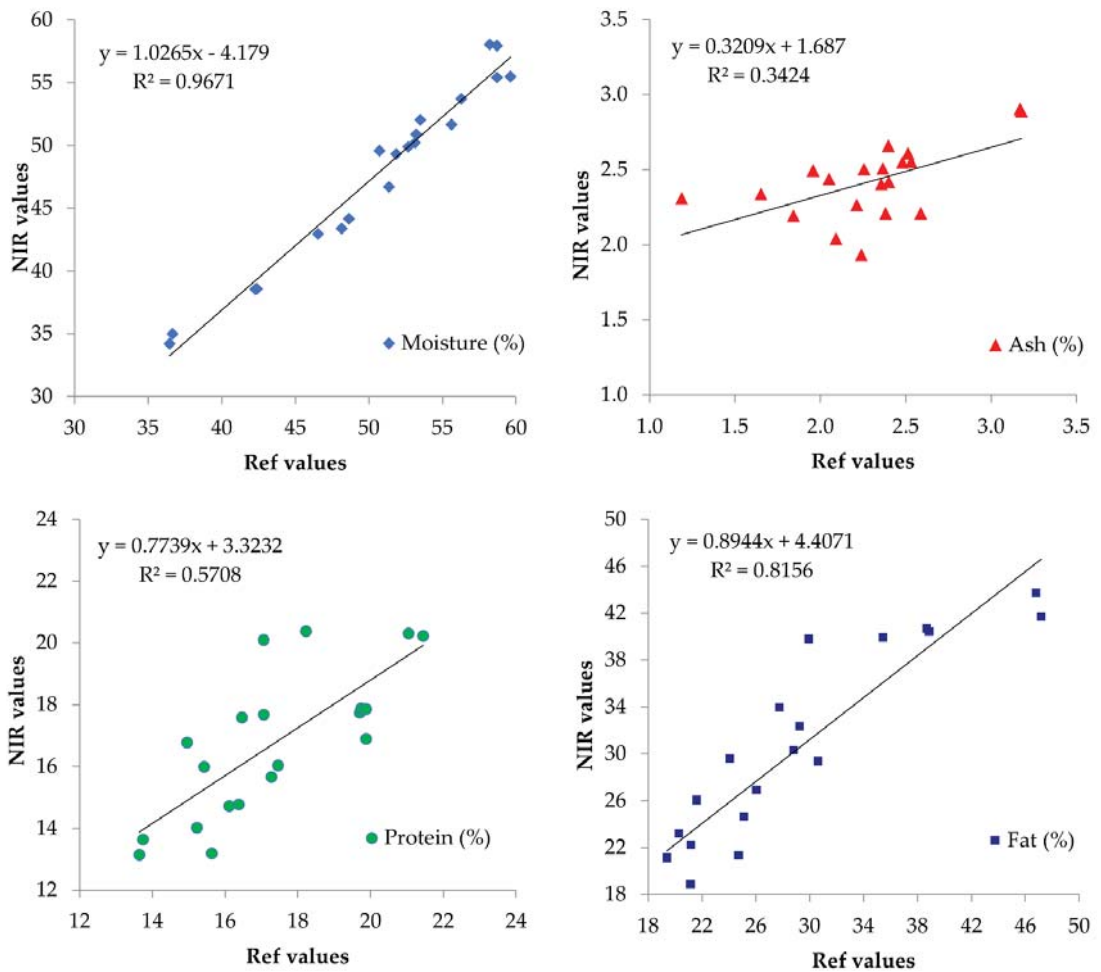 60
55
50
45
40
35
30
NIR values
y = 1.0265x - 4.179
R² = 0.9671
Moisture (%)
30 35 40 45 50 55 60
Ref values
3.5
3.0
2.5
2.0
1.5
1.0
NIR values
y = 0.3209x + 1.687
R² = 0.3424
Ash (%)
1.0 1.5 2.0 2.5 3.0 3.5
Ref values
24
22
20
18
16
14
12
NIR values
y = 0.7739x + 3.3232
R² = 0.5708
Protein (%)
12 14 16 18 20 22 24
Ref values
50
46
42
38
34
30
26
22
18
NIR values
y = 0.8944x + 4.4071
R² = 0.8156
Fat (%)
18 22 26 30 34 38 42 46 50
Ref values